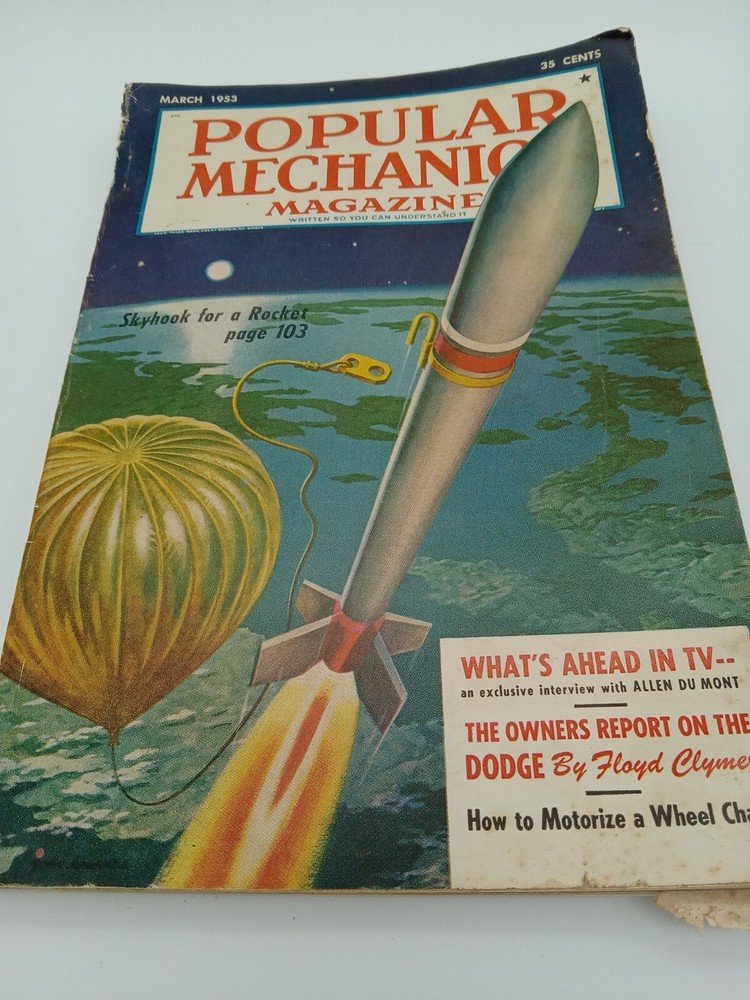 MARCH 1953
35 CENTS
POPULAR
MECHANIC
MAGAZINE
WRITTEN SO YOU CAN UNDERSTAND IT
Skyhook for a Rocket
page 103
WHAT'S AHEAD IN TV--
an exclusive interview with ALLEN DU MONT
THE OWNERS REPORT ON THE
DODGE By Floyd Clyme
How to Motorize a Wheel Cha